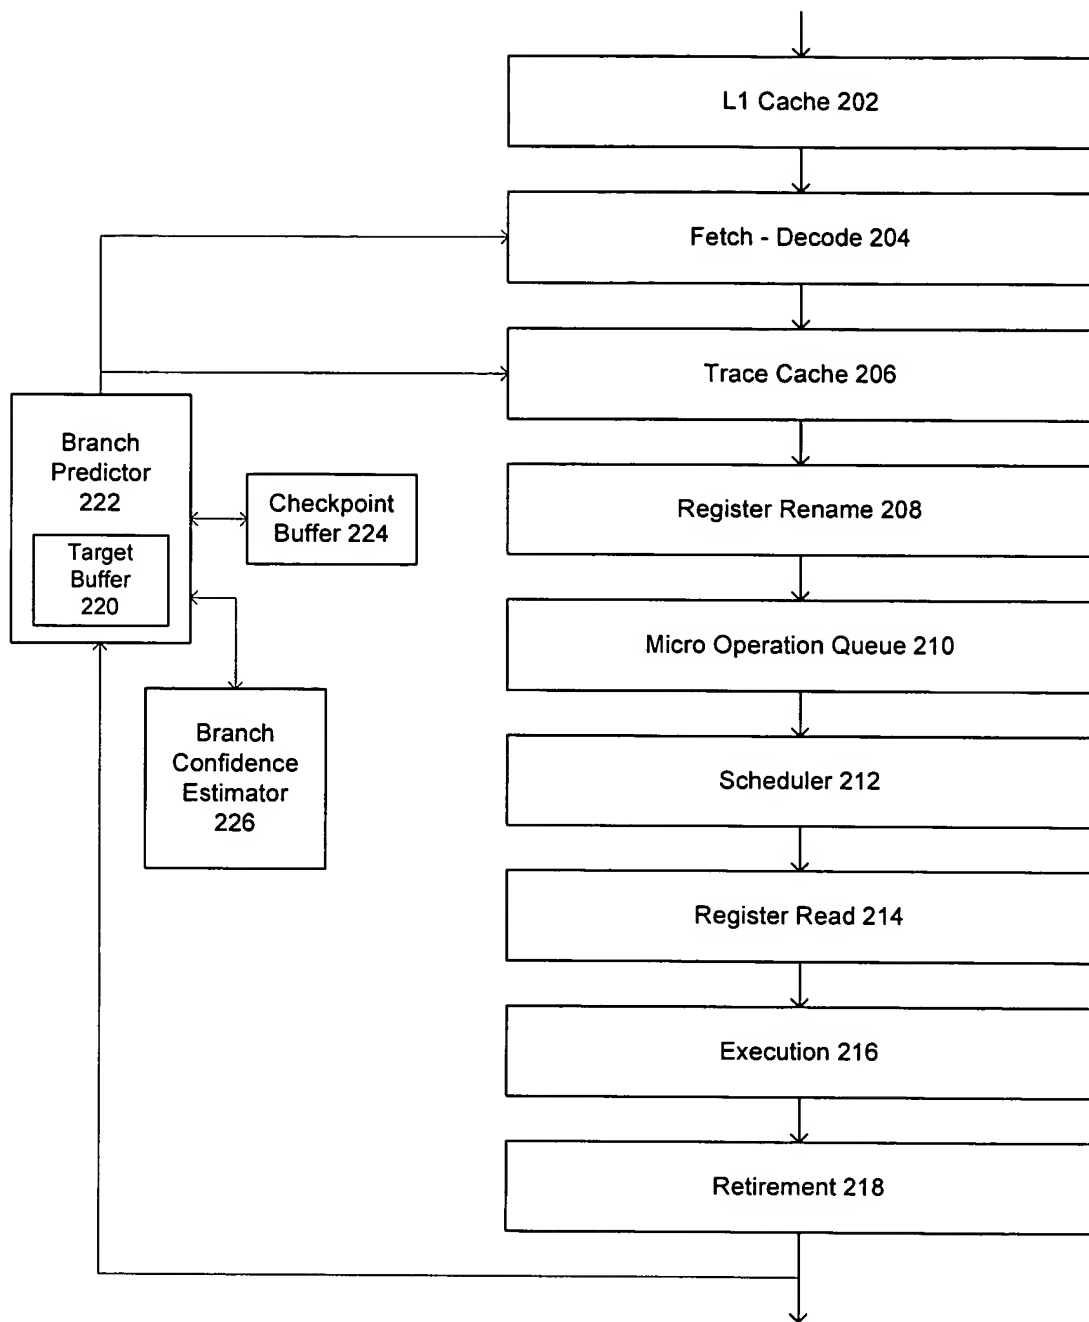 L1 Cache 202
Fetch - Decode 204
Trace Cache 206
Branch
Predictor
222
Target
Buffer
220
Checkpoint
Buffer 224
Branch
Confidence
Estimator
226
Register Rename 208
Micro Operation Queue 210
Scheduler 212
Register Read 214
Execution 216
Retirement 218